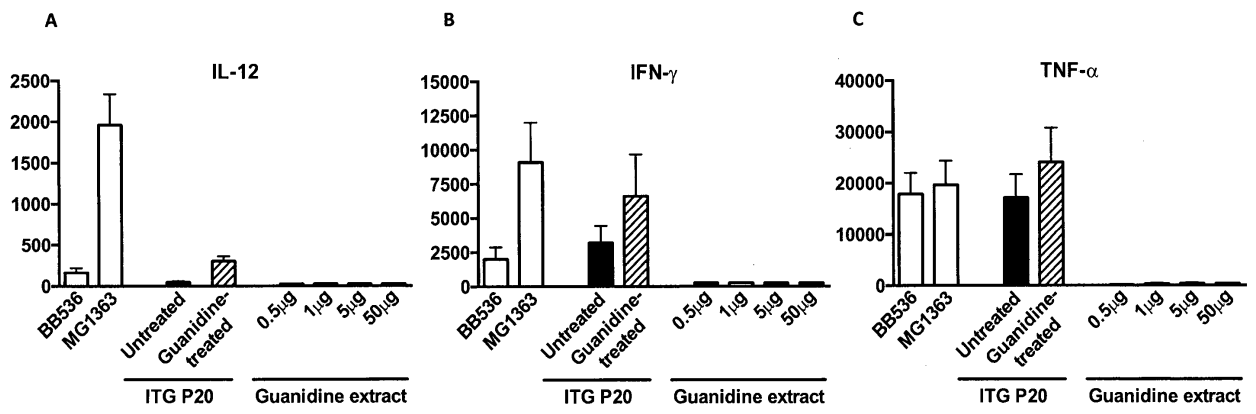 A
IL-12
2500
2000
1500
1000
500
0
BB536
MG1363
Untreated
Guanidine-
treated
0.5μg
1μg
5μg
50μg
ITG P20
Guanidine extract
B
IFN-γ
15000
12500
10000
7500
5000
2500
0
BB536
MG1363
Untreated
Guanidine-
treated
0.5μg
1μg
5μg
50μg
ITG P20
Guanidine extract
C
TNF-α
40000
30000
20000
10000
0
BB536
MG1363
Untreated
Guanidine-
treated
0.5μg
1μg
5μg
50μg
ITG P20
Guanidine extract